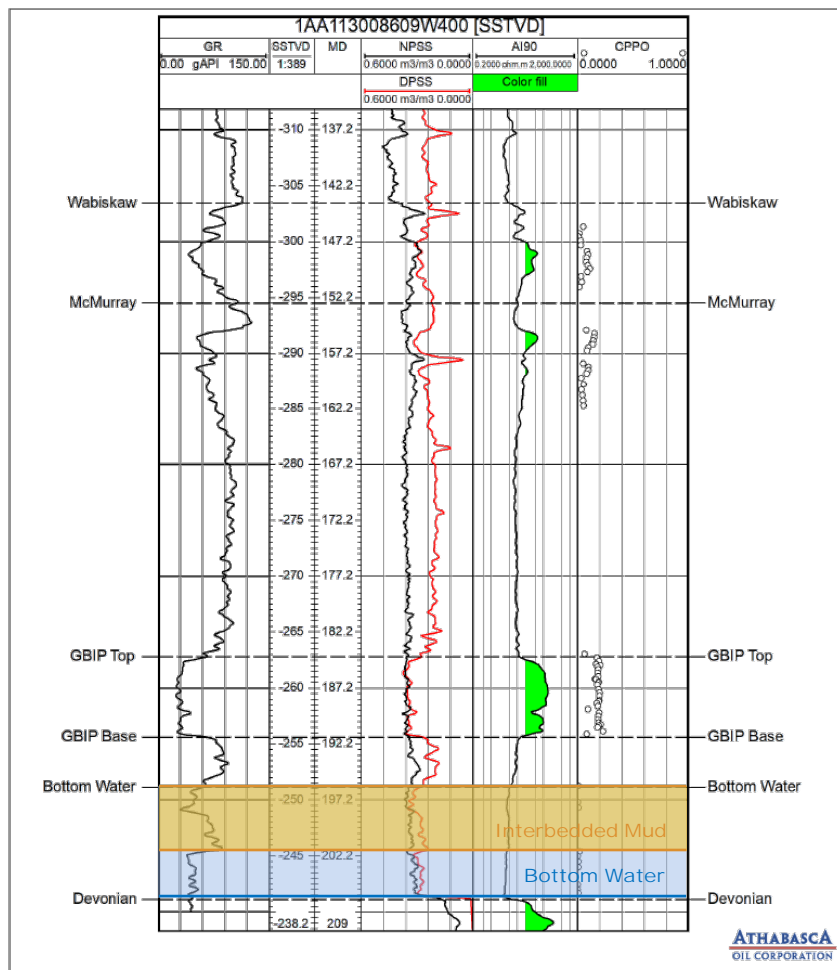 1AA113008609W400 [SSTVD]
GR SSTVD MD NPSS AI90 CPPO
0.00 gAPI 150.00 1:389 0.6000 m3/m3 0.0000 0.2000 ohm.m 2,000.0000 0.0000 1.0000
DPSS Color fill
0.6000 m3/m3 0.0000
-310 137.2
-305 142.2
Wabiskaw Wabiskaw
-300 147.2
-295 152.2
McMurray McMurray
-290 157.2
-285 162.2
-280 167.2
-275 172.2
-270 177.2
-265 182.2
GBIP Top GBIP Top
-260 187.2
GBIP Base GBIP Base
-255 192.2
Bottom Water Bottom Water
-250 197.2
Interbedded Mud
-245 202.2
Bottom Water
Devonian Devonian
-238.2 209
ATHABASCA
OIL CORPORATION